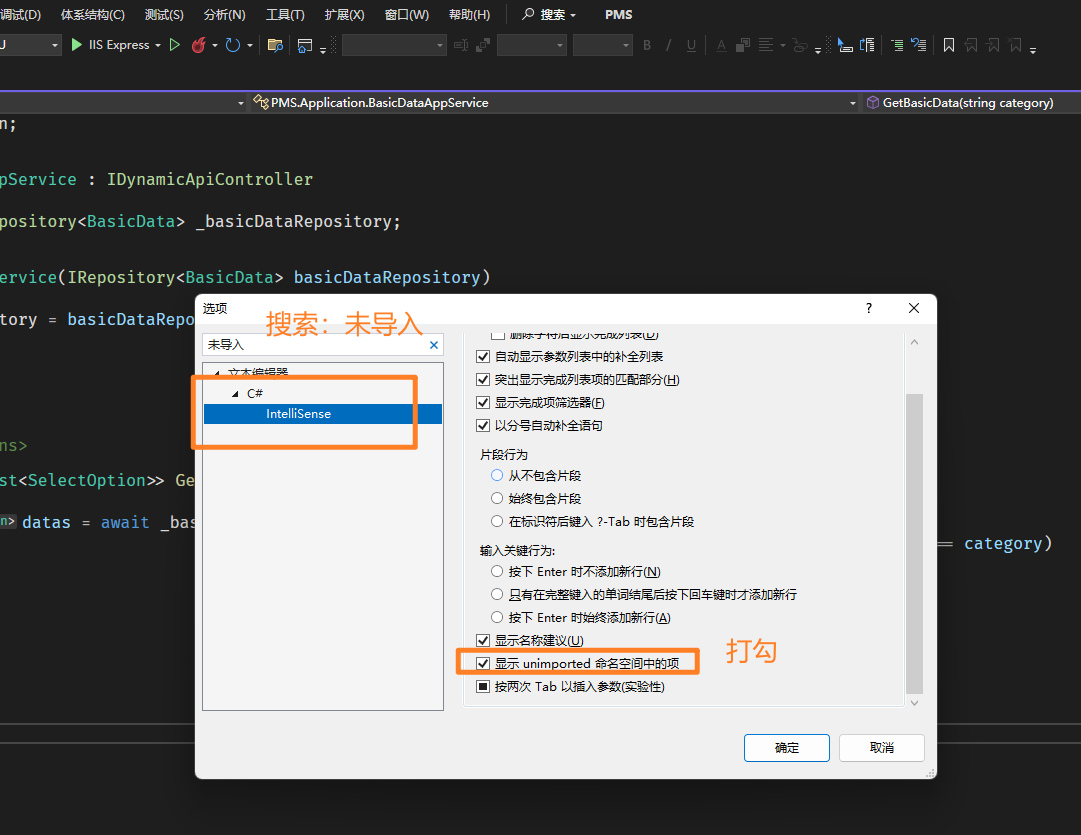 调试(D) 体系结构(C) 测试(S) 分析(N) 工具(T) 扩展(X) 窗口(W) 帮助(H) 搜索 PMS
U IIS Express B I U A
PMS.Application.BasicDataAppService GetBasicData(string category)
n;
pService : IDynamicApiController
pository<BasicData> _basicDataRepository;
ervice(IRepository<BasicData> basicDataRepository)
tory = basicDataRepo
ns>
st<SelectOption>> Ge
n> datas = await _bas
== category)
选项 ?
搜索：未导入
未导入
文本编辑器
C#
IntelliSense
删除字符后显示完成列表(D)
自动显示参数列表中的补全列表
突出显示完成列表项的匹配部分(H)
显示完成项筛选器(F)
以分号自动补全语句
片段行为
从不包含片段
始终包含片段
在标识符后键入 ?-Tab 时包含片段
输入关键行为:
按下 Enter 时不添加新行(N)
只有在完整键入的单词结尾后按下回车键时才添加新行
按下 Enter 时始终添加新行(A)
显示名称建议(U)
显示 unimported 命名空间中的项
打勾
按两次 Tab 以插入参数(实验性)
确定 取消